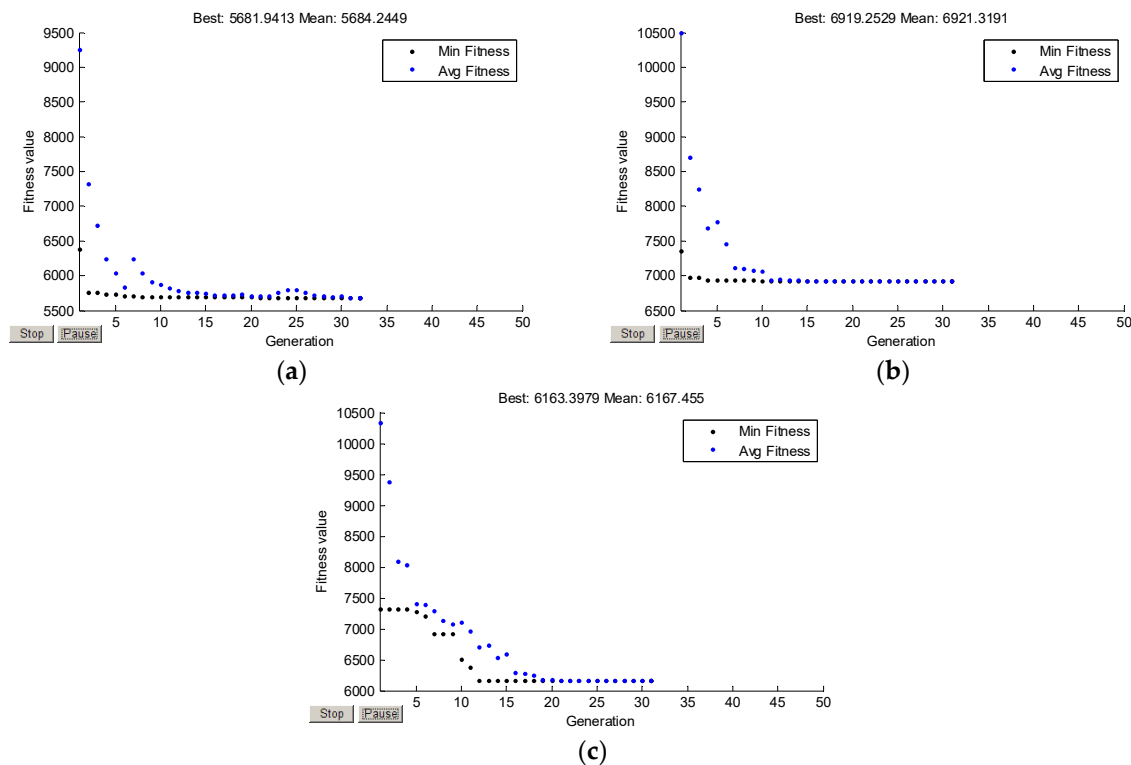 Best: 5681.9413 Mean: 5684.2449
9500
9000
8500
8000
7500
7000
6500
6000
5500
Fitness value
Min Fitness
Avg Fitness
5 10 15 20 25 30 35 40 45 50
Generation
Stop Pause
(a)
Best: 6919.2529 Mean: 6921.3191
10500
10000
9500
9000
8500
8000
7500
7000
6500
Fitness value
Min Fitness
Avg Fitness
5 10 15 20 25 30 35 40 45 50
Generation
Stop Pause
(b)
Best: 6163.3979 Mean: 6167.455
10500
10000
9500
9000
8500
8000
7500
7000
6500
6000
Fitness value
Min Fitness
Avg Fitness
5 10 15 20 25 30 35 40 45 50
Generation
Stop Pause
(c)